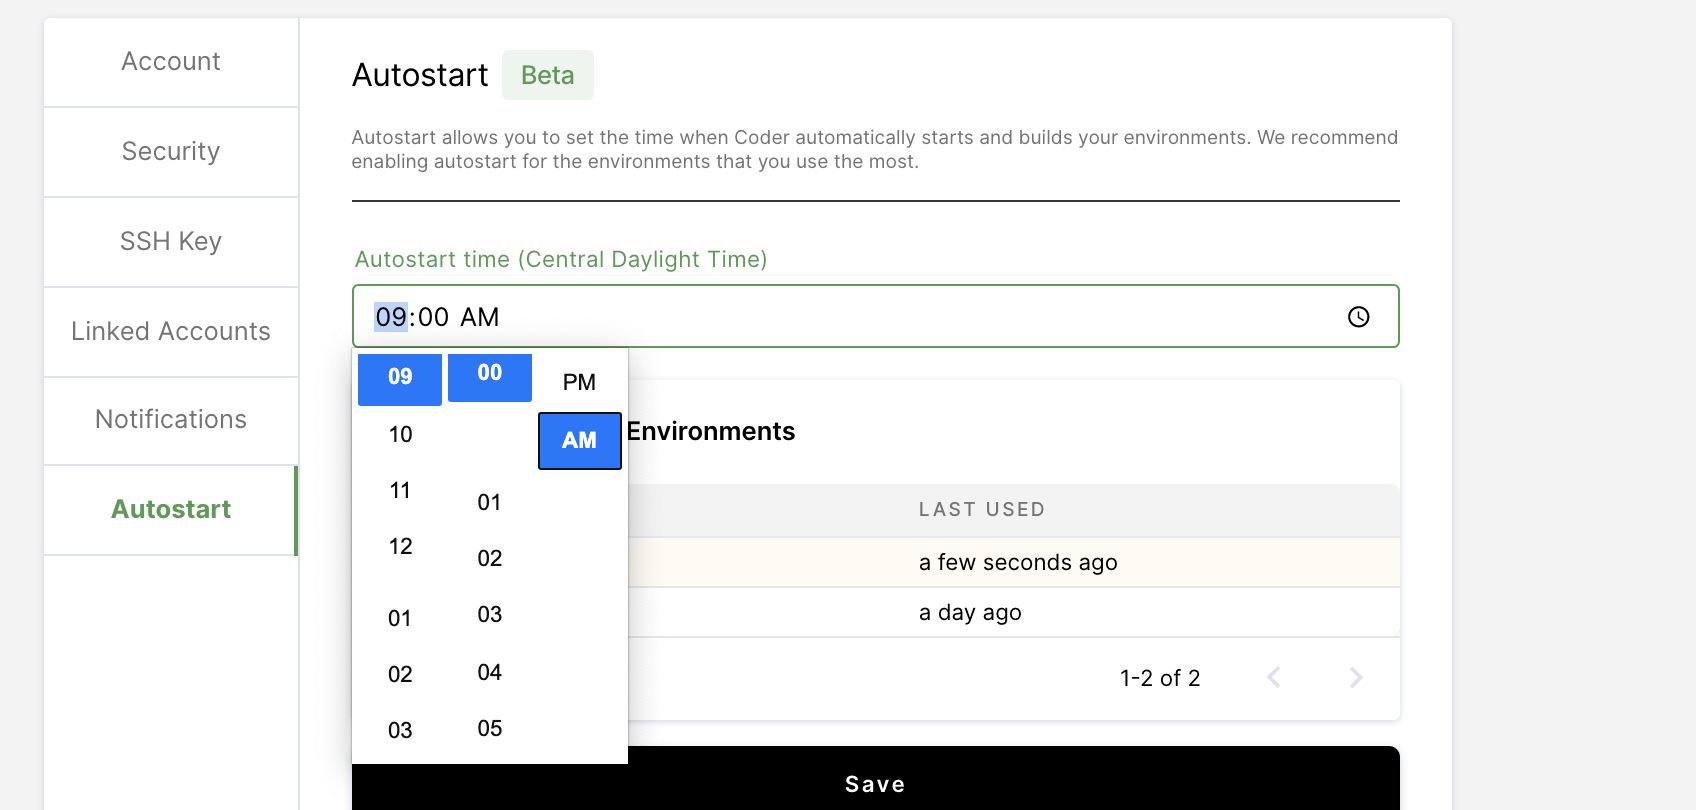 Account
Security
SSH Key
Linked Accounts
Notifications
Autostart
Autostart Beta
Autostart allows you to set the time when Coder automatically starts and builds your environments. We recommend
enabling autostart for the environments that you use the most.
Autostart time (Central Daylight Time)
09:00 AM
09 00 PM
10 AM
11 01
12 02
01 03
02 04
03 05
Environments
LAST USED
a few seconds ago
a day ago
1-2 of 2
Save